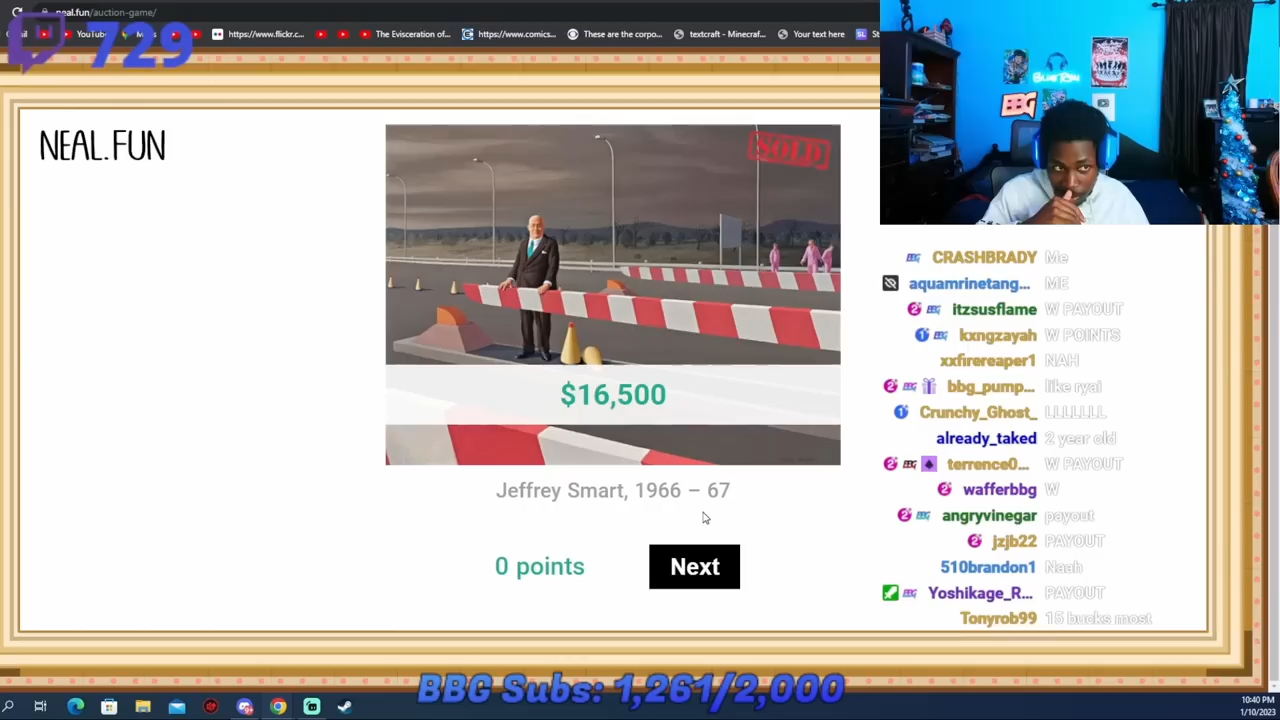 neal.fun/auction-game/
YouTube
https://www.flickr.c...
The Evisceration of...
https://www.comics...
These are the corpo...
textcraft - Minecraf...
Your text here
SL
729
NEAL.FUN
SOLD
$16,500
Jeffrey Smart, 1966 – 67
0 points
Next
BBG
CRASHBRADY Me
aquamrinetang... ME
itzsusflame W PAYOUT
kxngzayah W POINTS
xxfirereaper1 NAH
bbg_pump... like ryai
Crunchy_Ghost_ LLLLLLL
already_taked 2 year old
terrence0... W PAYOUT
wafferbbg W
angryvinegar payout
jzjb22 PAYOUT
510brandon1 Naah
Yoshikage_R... PAYOUT
Tonyrob99 15 bucks most
BBG Subs: 1,261/2,000
10:40 PM
1/10/2023